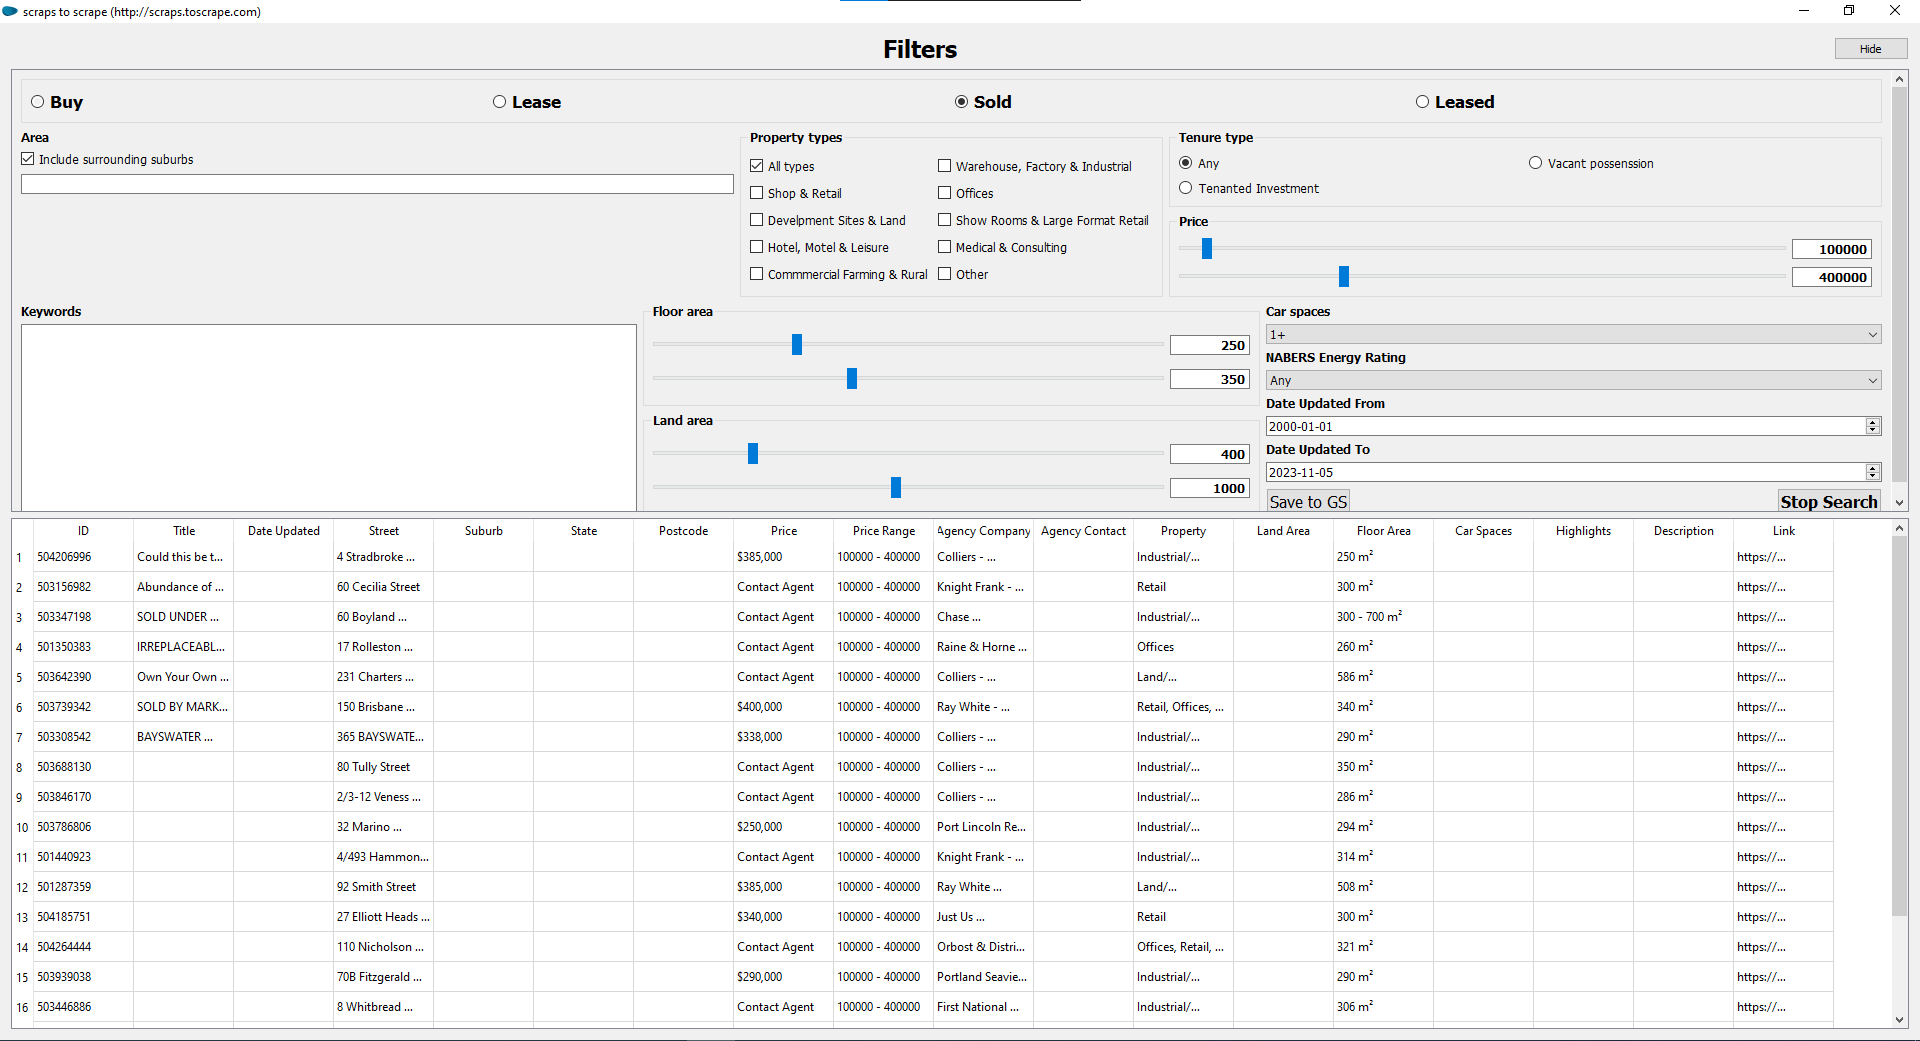 scraps to scrape (http://scraps.toscrape.com)
Filters
Hide
Buy Lease Sold Leased
Area
Include surrounding suburbs
Property types
All types Warehouse, Factory & Industrial
Shop & Retail Offices
Develpment Sites & Land Show Rooms & Large Format Retail
Hotel, Motel & Leisure Medical & Consulting
Commmercial Farming & Rural Other
Tenure type
Any Vacant possenssion
Tenanted Investment
Price
100000
400000
Keywords
Floor area
250
350
Land area
400
1000
Car spaces
1+
NABERS Energy Rating
Any
Date Updated From
2000-01-01
Date Updated To
2023-11-05
Save to GS Stop Search
ID Title Date Updated Street Suburb State Postcode Price Price Range Agency Company Agency Contact Property Land Area Floor Area Car Spaces Highlights Description Link
1 504206996 Could this be t... 4 Stradbroke ... $385,000 100000 - 400000 Colliers - ... Industrial/... 250 m² https://...
2 503156982 Abundance of ... 60 Cecilia Street Contact Agent 100000 - 400000 Knight Frank - ... Retail 300 m² https://...
3 503347198 SOLD UNDER ... 60 Boyland ... Contact Agent 100000 - 400000 Chase ... Industrial/... 300 - 700 m² https://...
4 501350383 IRREPLACEABL... 17 Rolleston ... Contact Agent 100000 - 400000 Raine & Horne ... Offices 260 m² https://...
5 503642390 Own Your Own ... 231 Charters ... Contact Agent 100000 - 400000 Colliers - ... Land/... 586 m² https://...
6 503739342 SOLD BY MARK... 150 Brisbane ... $400,000 100000 - 400000 Ray White - ... Retail, Offices, ... 340 m² https://...
7 503308542 BAYSWATER ... 365 BAYSWATE... $338,000 100000 - 400000 Colliers - ... Industrial/... 290 m² https://...
8 503688130 80 Tully Street Contact Agent 100000 - 400000 Colliers - ... Industrial/... 350 m² https://...
9 503846170 2/3-12 Veness ... Contact Agent 100000 - 400000 Colliers - ... Industrial/... 286 m² https://...
10 503786806 32 Marino ... $250,000 100000 - 400000 Port Lincoln Re... Industrial/... 294 m² https://...
11 501440923 4/493 Hammon... Contact Agent 100000 - 400000 Knight Frank - ... Industrial/... 314 m² https://...
12 501287359 92 Smith Street $385,000 100000 - 400000 Ray White ... Land/... 508 m² https://...
13 504185751 27 Elliott Heads ... $340,000 100000 - 400000 Just Us ... Retail 300 m² https://...
14 504264444 110 Nicholson ... Contact Agent 100000 - 400000 Orbost & Distri... Offices, Retail, ... 321 m² https://...
15 503939038 70B Fitzgerald ... $290,000 100000 - 400000 Portland Seavie... Industrial/... 290 m² https://...
16 503446886 8 Whitbread ... Contact Agent 100000 - 400000 First National ... Industrial/... 306 m² https://...